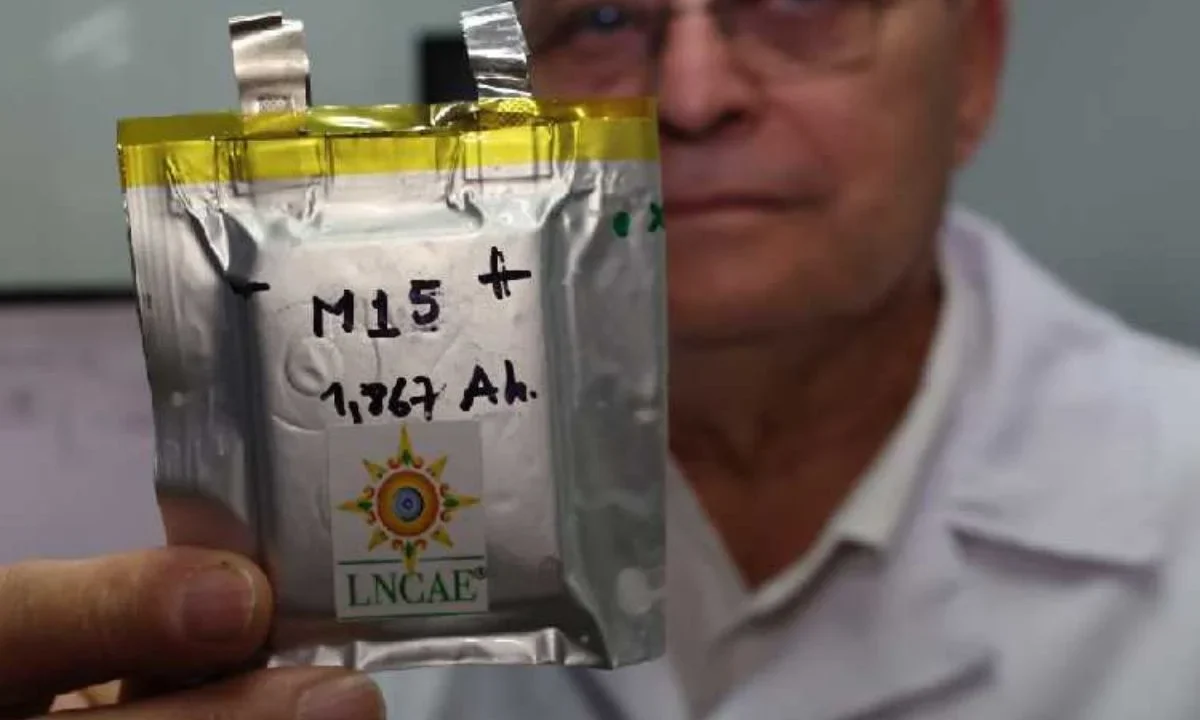 - M15 +
1,867 Ah.
LNCAE®